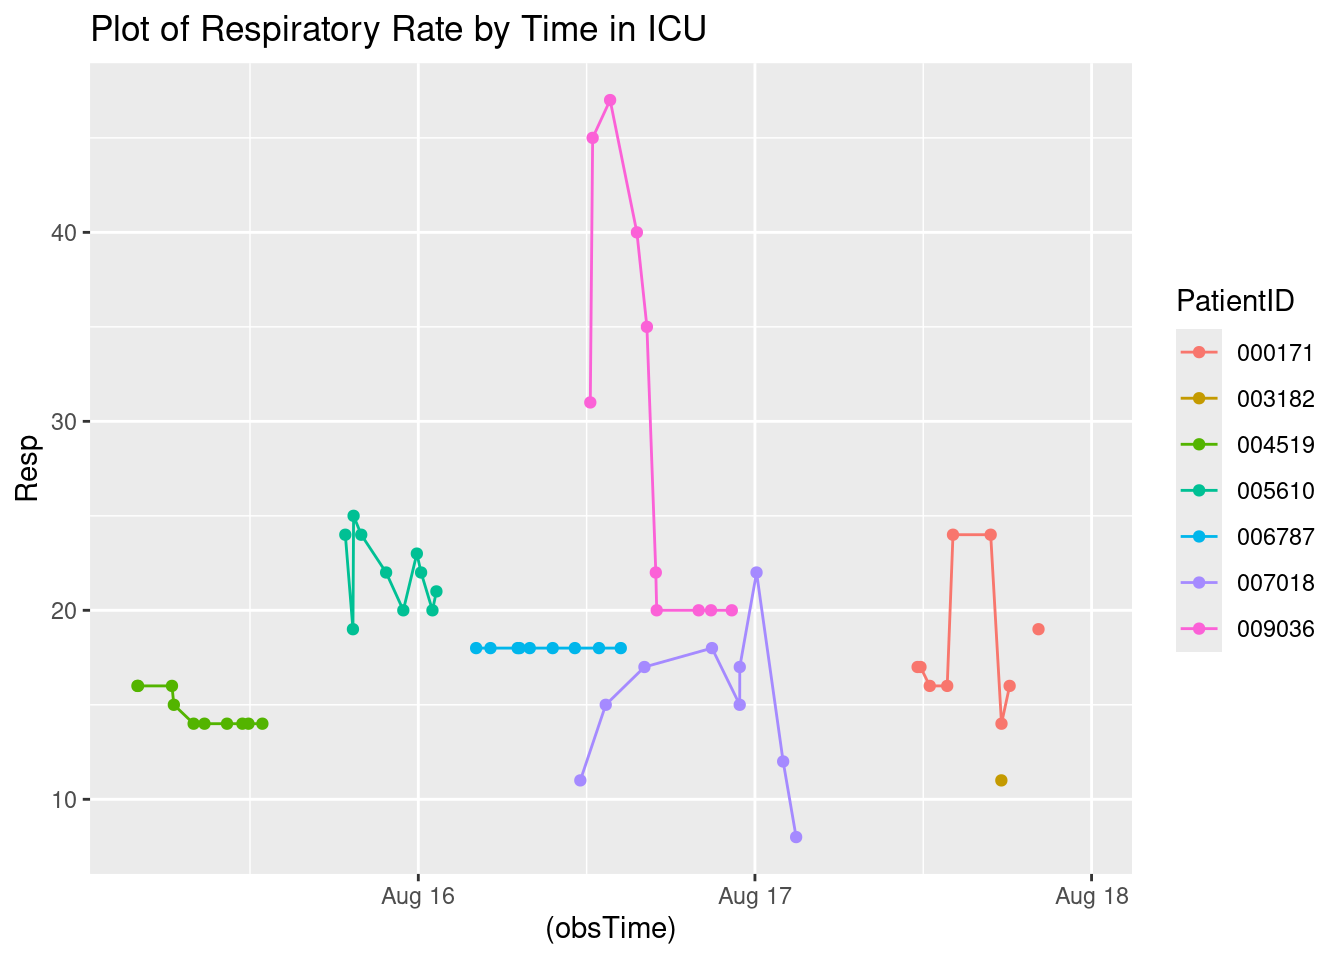 Plot of Respiratory Rate by Time in ICU
Resp
40
30
20
10
Aug 16
Aug 17
Aug 18
(obsTime)
PatientID
000171
003182
004519
005610
006787
007018
009036